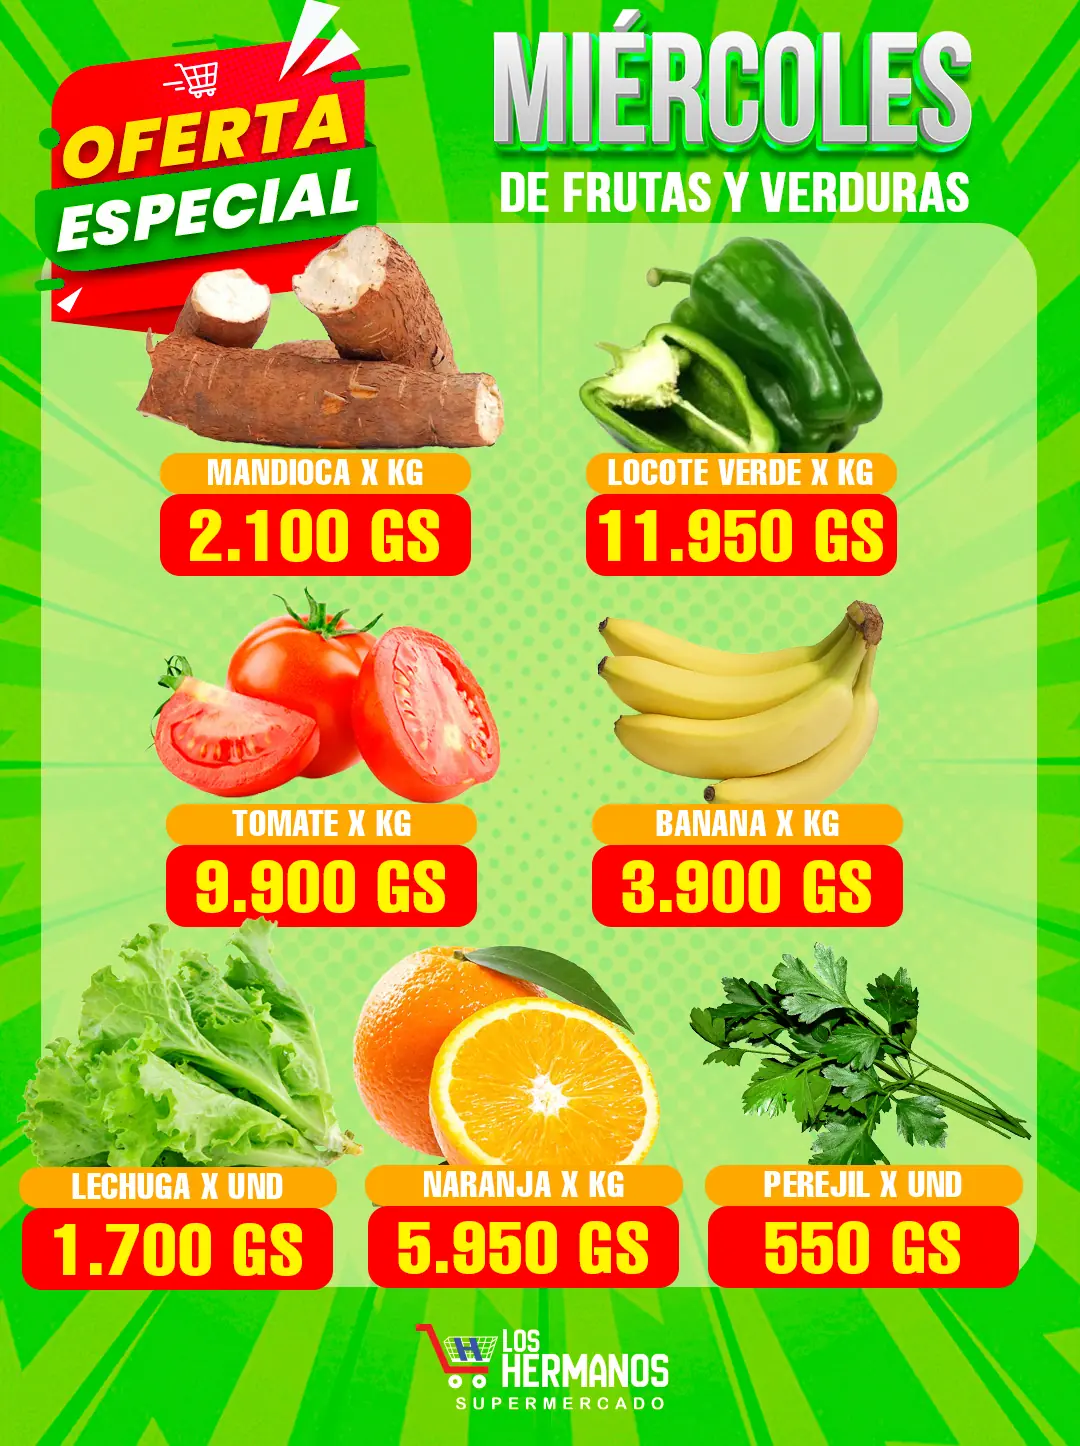 OFERTA
ESPECIAL
MIÉRCOLES
DE FRUTAS Y VERDURAS
MANDIOCA X KG
2.100 GS
LOCOTE VERDE X KG
11.950 GS
TOMATE X KG
9.900 GS
BANANA X KG
3.900 GS
LECHUGA X UND
1.700 GS
NARANJA X KG
5.950 GS
PEREJIL X UND
550 GS
H
LOS
HERMANOS
SUPERMERCADO